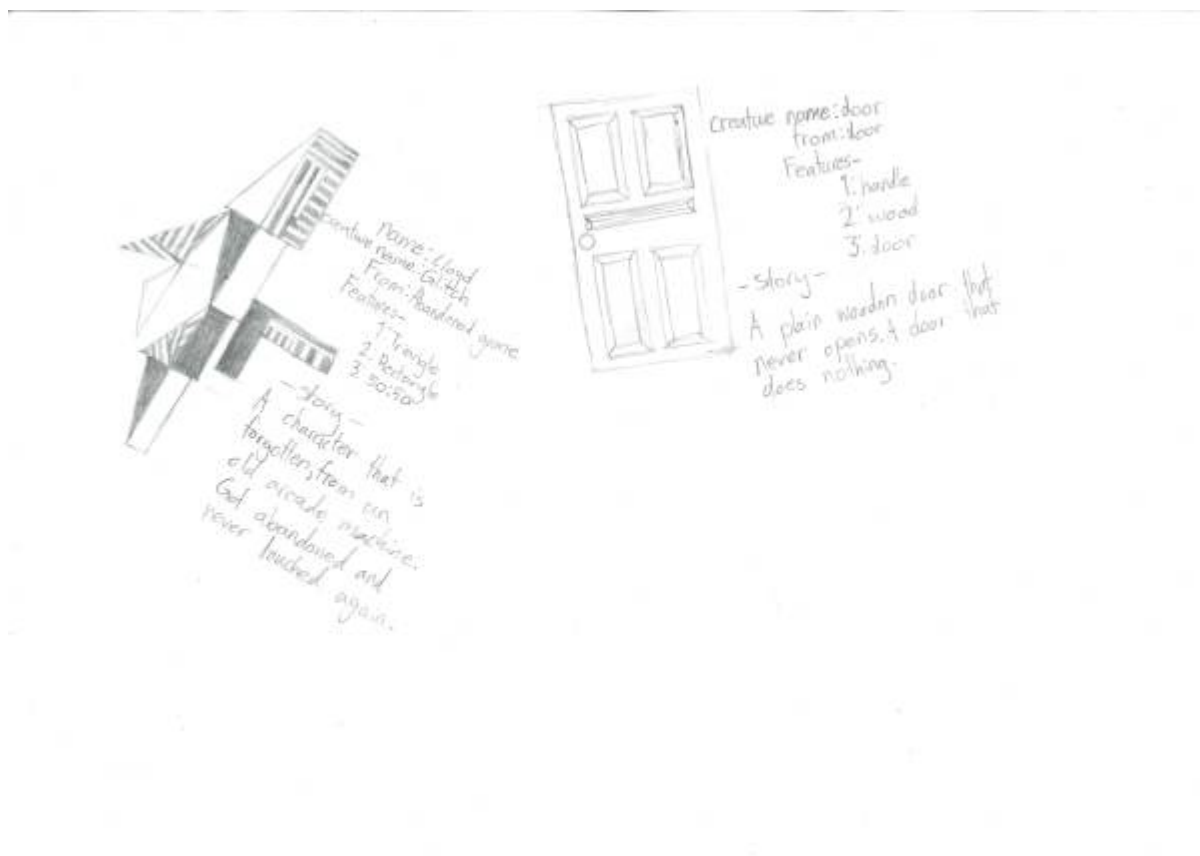 Name: Lloyd
Creature name: Glitch
From: Abandoned game
Features-
1. Triangle
2. Rectangle
3. 50:50
- Story -
A character that is
forgotten, from an
old arcade machine.
Got abandoned and
never touched again.
Creature name: door
from: door
Features-
1. handle
2. wood
3. door
- Story -
A plain wooden door that
never opens. A door that
does nothing.